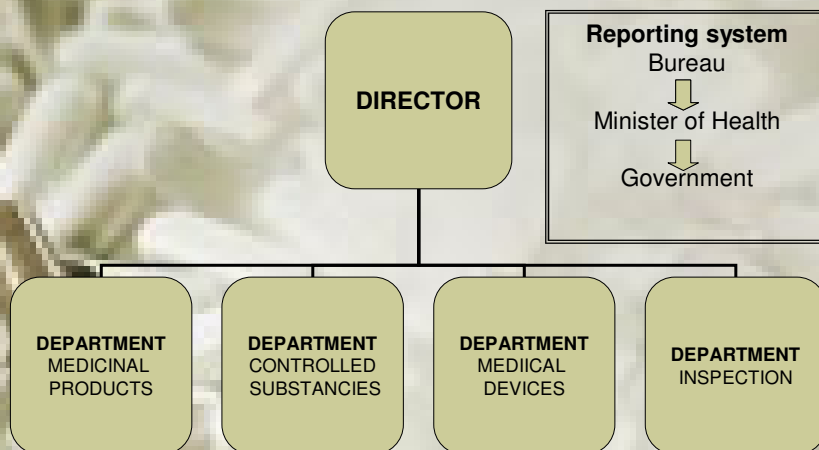 DIRECTOR
Reporting system
Bureau
Minister of Health
Government
DEPARTMENT
MEDICINAL
PRODUCTS
DEPARTMENT
CONTROLLED
SUBSTANCIES
DEPARTMENT
MEDIICAL
DEVICES
DEPARTMENT
INSPECTION